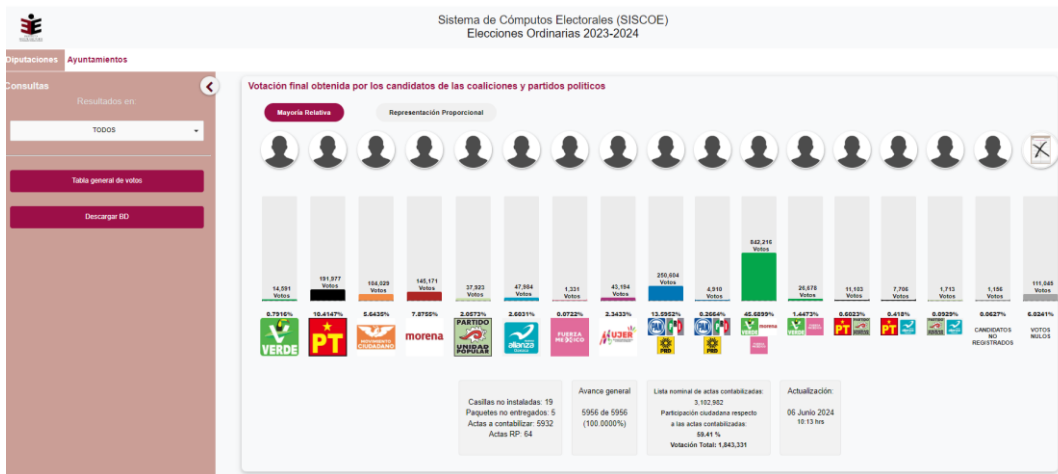 Sistema de Cómputos Electorales (SISCOE)
Elecciones Ordinarias 2023-2024
Diputaciones Ayuntamientos
Consultas
Resultados en:
TODOS
Tabla general de votos
Descargar BD
Votación final obtenida por los candidatos de las coaliciones y partidos políticos
Mayoría Relativa Representación Proporcional
14,591 Votos
191,977 Votos
104,029 Votos
145,171 Votos
37,923 Votos
47,984 Votos
1,331 Votos
43,194 Votos
250,604 Votos
4,910 Votos
842,216 Votos
26,678 Votos
11,103 Votos
7,706 Votos
1,713 Votos
1,156 Votos
111,045 Votos
0.7916% 10.4147% 5.6435% 7.8755% 2.0573% 2.6031% 0.0722% 2.3433% 13.5952% 0.2664% 45.6899% 1.4473% 0.6023% 0.418% 0.0929% 0.0627% 6.0241%
VERDE
PT
MOVIMIENTO CIUDADANO
morena
PARTIDO UNIDAD POPULAR
alianza
FUERZA MEXICO
MUJER
PAN PRI PRD
PAN PRI PRD
VERDE morena
VERDE
PT
PT
CANDIDATOS NO REGISTRADOS
VOTOS NULOS
Casillas no instaladas: 19
Paquetes no entregados: 5
Actas a contabilizar: 5932
Actas RP: 64
Avance general
5956 de 5956
(100.0000%)
Lista nominal de actas contabilizadas:
3,102,952
Participación ciudadana respecto
a las actas contabilizadas:
59.41 %
Votación Total: 1,843,331
Actualización:
06 Junio 2024
10:13 hrs